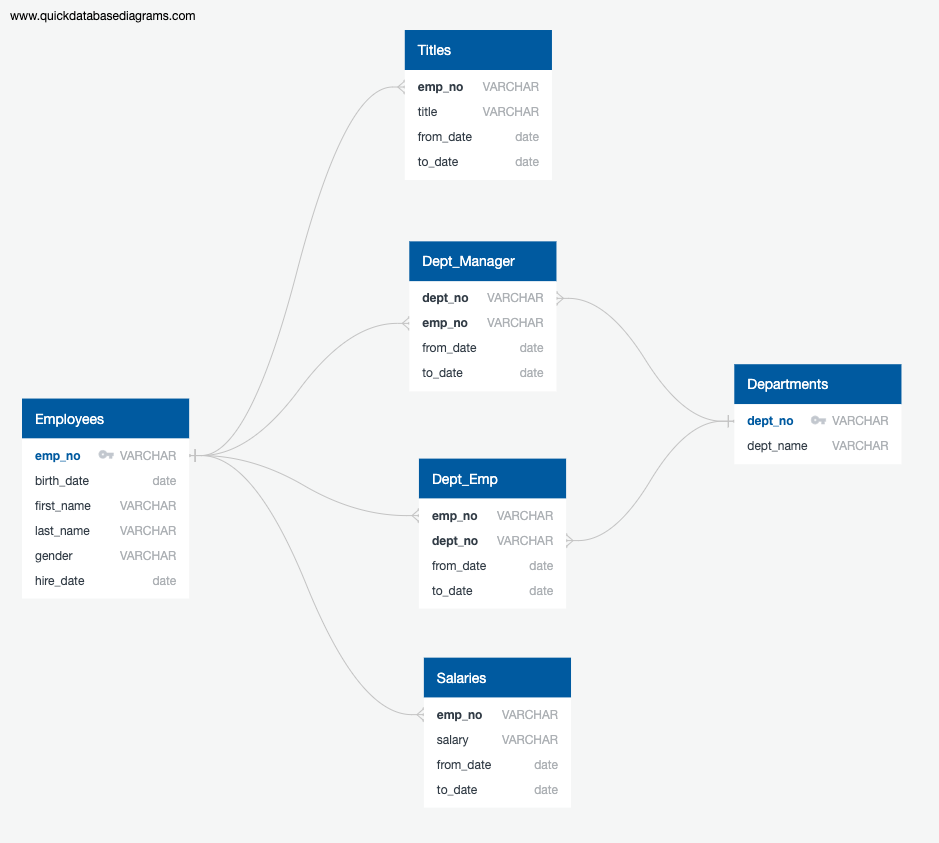 www.quickdatabasediagrams.com
Titles
emp_no VARCHAR
title VARCHAR
from_date date
to_date date
Dept_Manager
dept_no VARCHAR
emp_no VARCHAR
from_date date
to_date date
Departments
dept_no VARCHAR
dept_name VARCHAR
Employees
emp_no VARCHAR
birth_date date
first_name VARCHAR
last_name VARCHAR
gender VARCHAR
hire_date date
Dept_Emp
emp_no VARCHAR
dept_no VARCHAR
from_date date
to_date date
Salaries
emp_no VARCHAR
salary VARCHAR
from_date date
to_date date